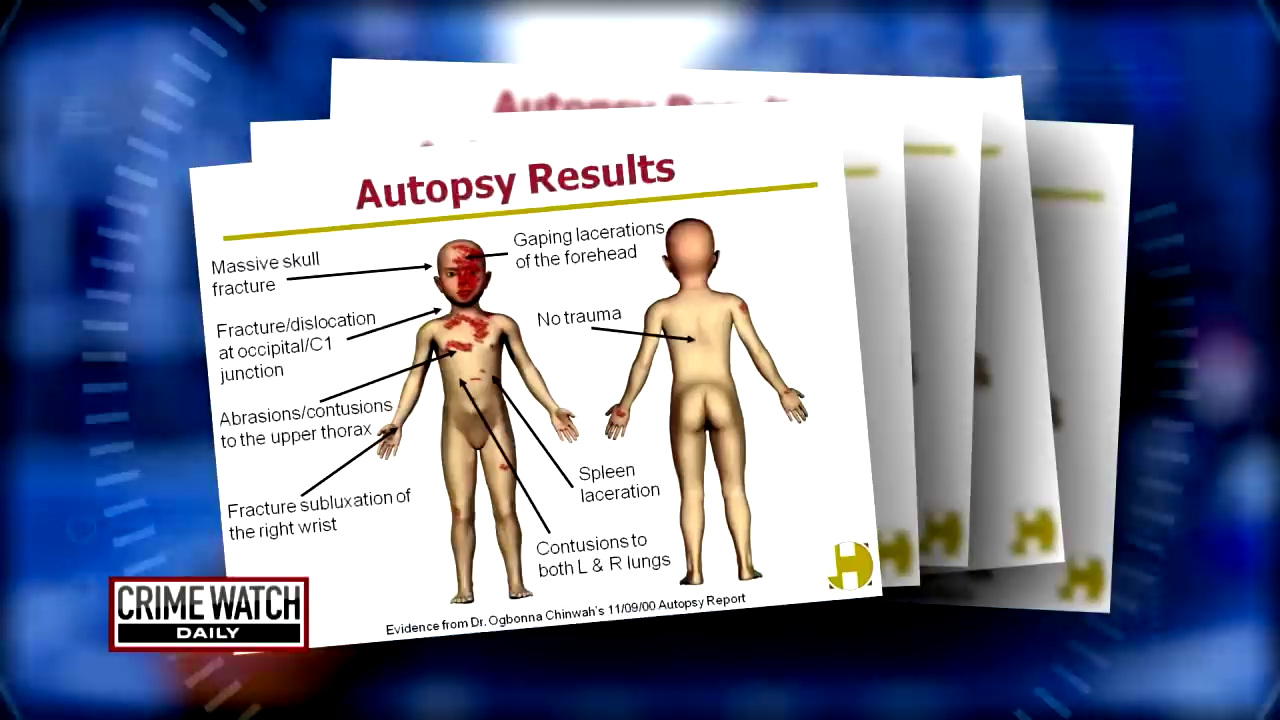 Autopsy Results
Autopsy Results
Massive skull
fracture
Gaping lacerations
of the forehead
Fracture/dislocation
at occipital/C1
junction
No trauma
Abrasions/contusions
to the upper thorax
Fracture subluxation of
the right wrist
Spleen
laceration
Contusions to
both L & R lungs
Evidence from Dr. Ogbonna Chinwah's 11/09/00 Autopsy Report
CRIME WATCH
DAILY